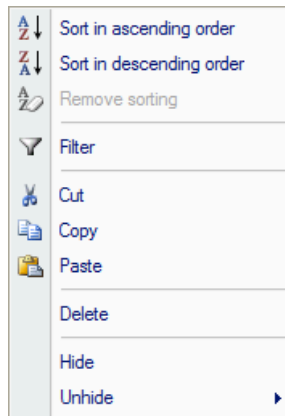 Sort in ascending order
Sort in descending order
Remove sorting
Filter
Cut
Copy
Paste
Delete
Hide
Unhide